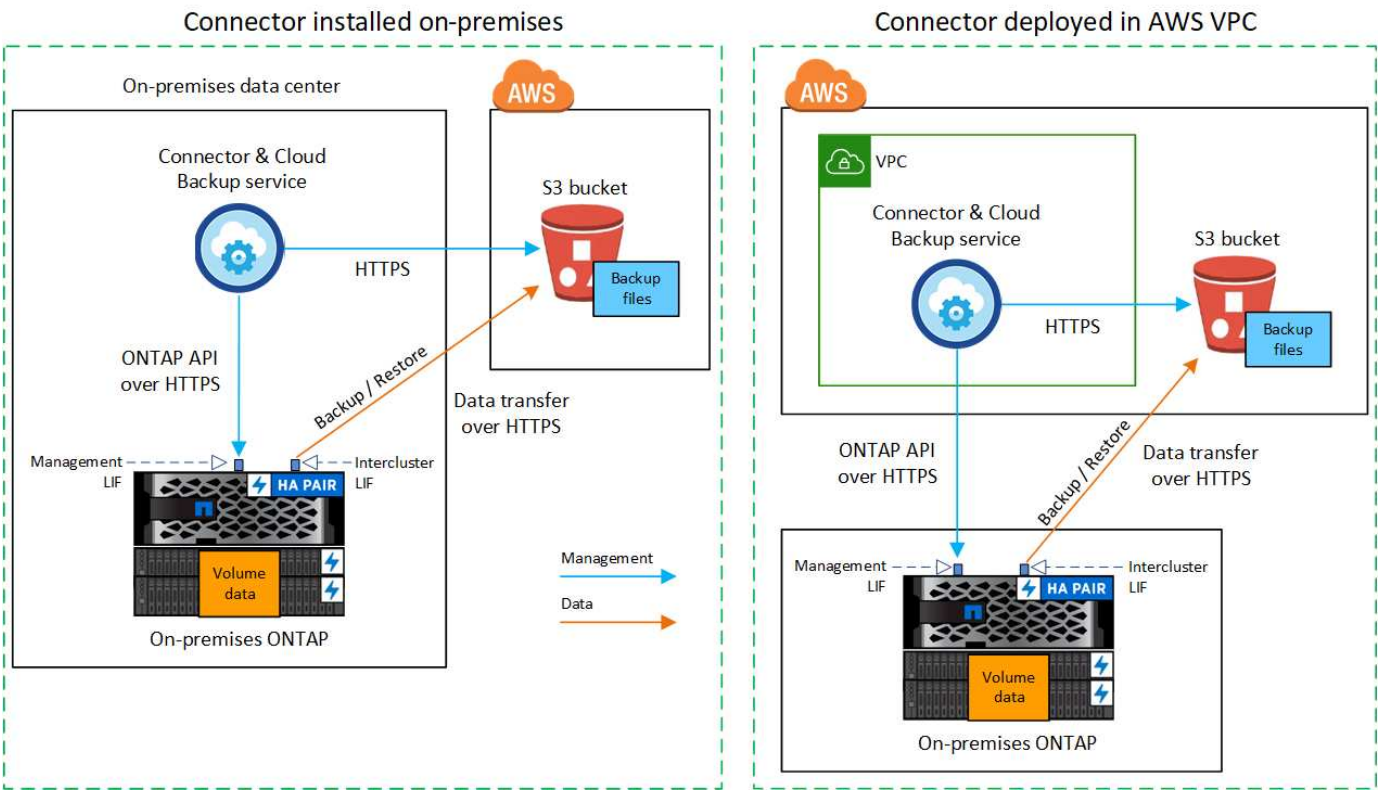 Connector installed on-premises
On-premises data center
AWS
Connector & Cloud
Backup service
S3 bucket
HTTPS
Backup
files
ONTAP API
over HTTPS
Backup / Restore
Data transfer
over HTTPS
Management
LIF
Intercluster
LIF
HA PAIR
Volume
data
On-premises ONTAP
Management
Data
Connector deployed in AWS VPC
AWS
VPC
Connector & Cloud
Backup service
S3 bucket
HTTPS
Backup
files
ONTAP API
over HTTPS
Backup / Restore
Data transfer
over HTTPS
Management
LIF
Intercluster
LIF
HA PAIR
Volume
data
On-premises ONTAP